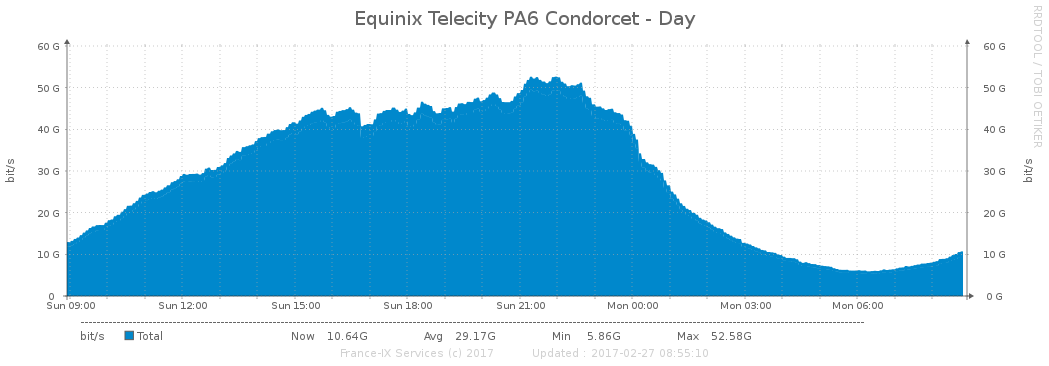 Equinix Telecity PA6 Condorcet - Day
RRDTOOL / TOBI OETIKER
60 G 60 G
50 G 50 G
40 G 40 G
30 G 30 G
20 G 20 G
10 G 10 G
0 0 G
bit/s bit/s
Sun 09:00 Sun 12:00 Sun 15:00 Sun 18:00 Sun 21:00 Mon 00:00 Mon 03:00 Mon 06:00
bit/s Total Now 10.64G Avg 29.17G Min 5.86G Max 52.58G
France-IX Services (c) 2017 Updated : 2017-02-27 08:55:10